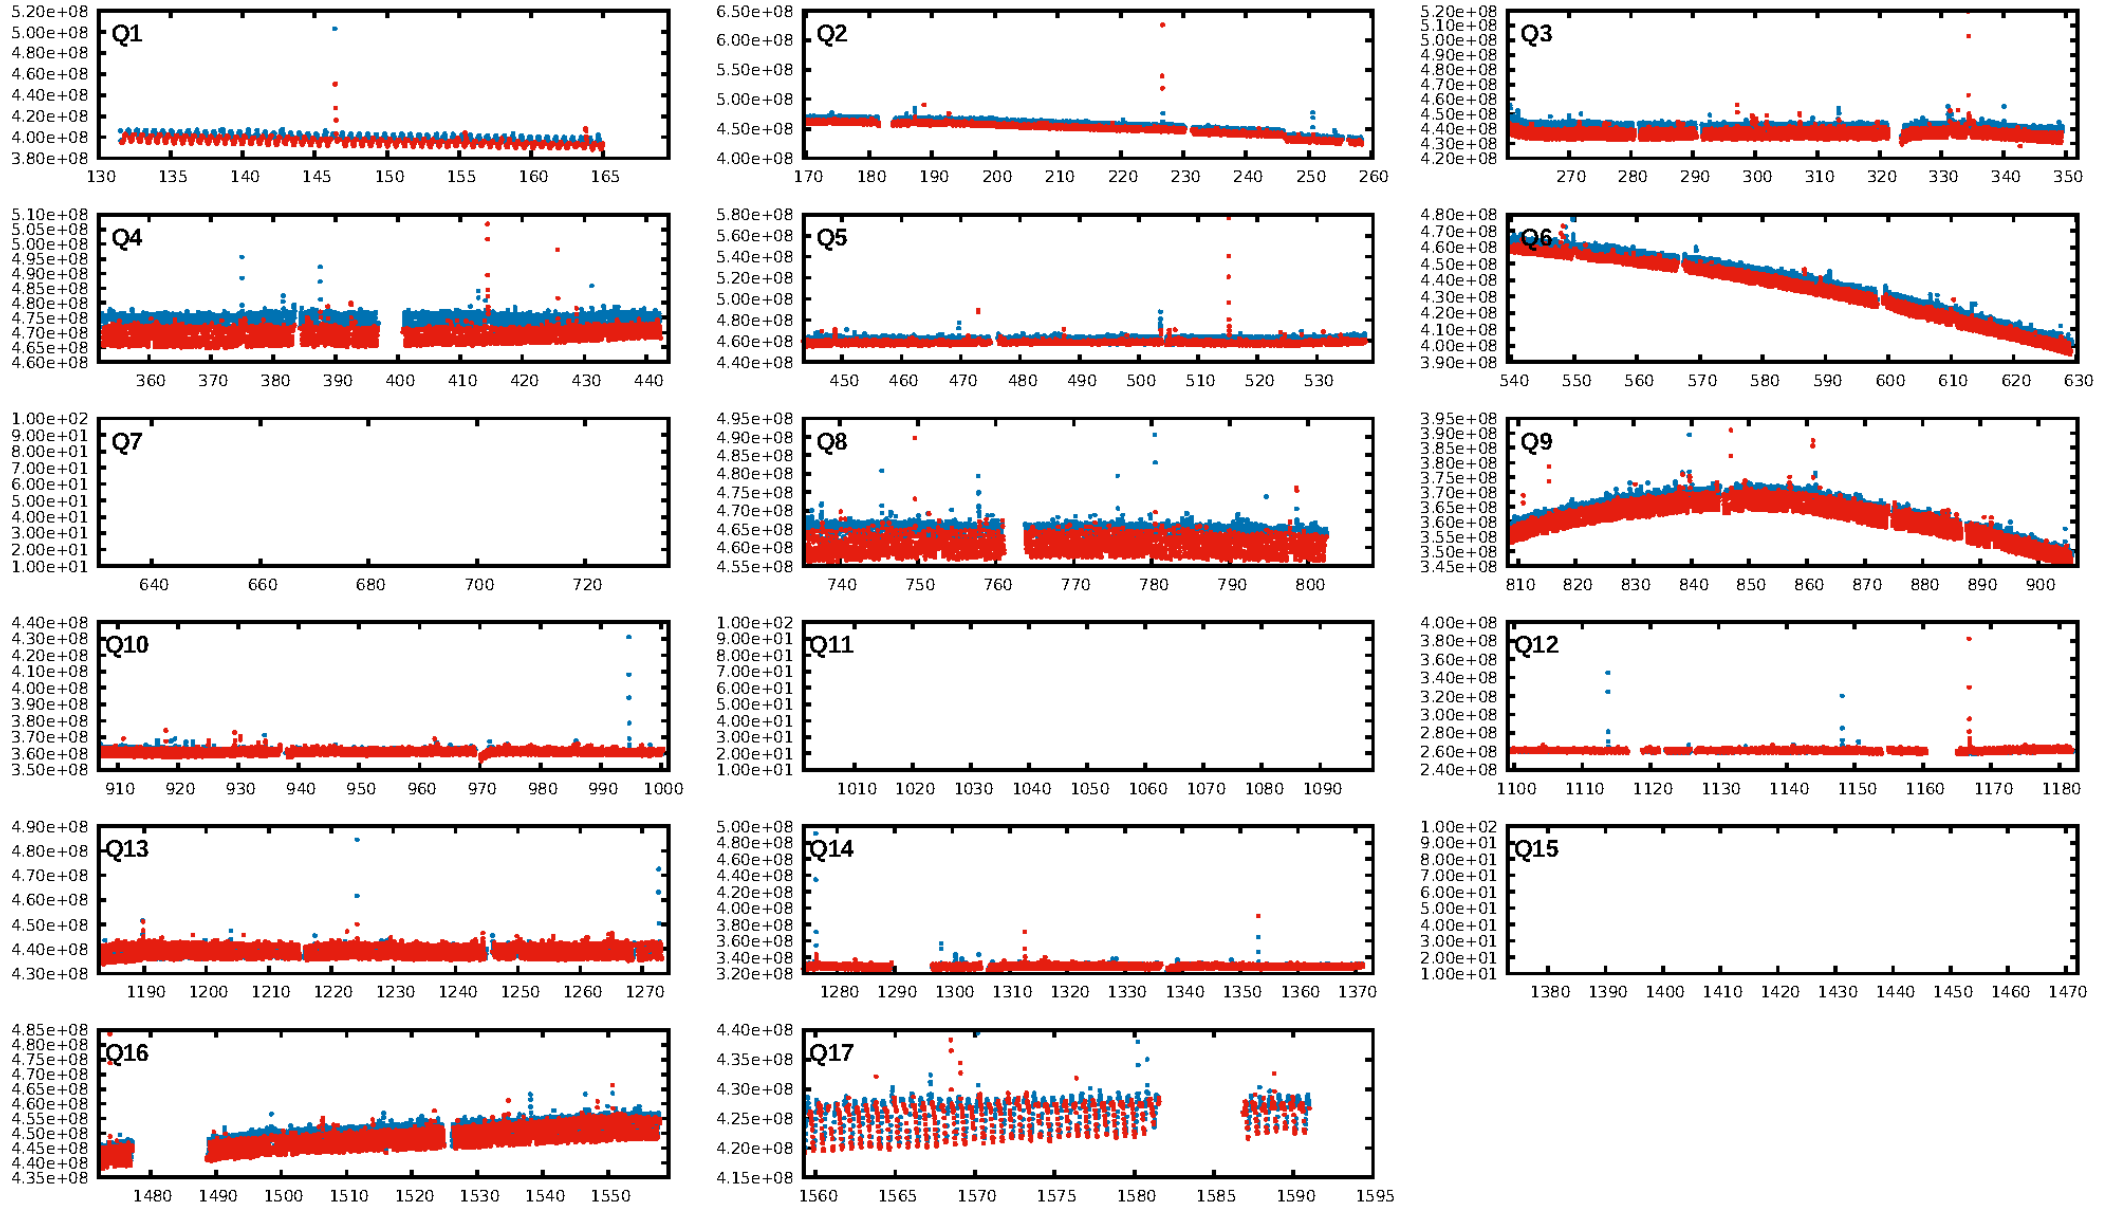 5.20e+08
5.00e+08
4.80e+08
4.60e+08
4.40e+08
4.20e+08
4.00e+08
3.80e+08
Q1
130 135 140 145 150 155 160 165
6.50e+08
6.00e+08
5.50e+08
5.00e+08
4.50e+08
4.00e+08
Q2
170 180 190 200 210 220 230 240 250 260
5.20e+08
5.10e+08
5.00e+08
4.90e+08
4.80e+08
4.70e+08
4.60e+08
4.50e+08
4.40e+08
4.30e+08
4.20e+08
Q3
270 280 290 300 310 320 330 340 350
5.10e+08
5.05e+08
5.00e+08
4.95e+08
4.90e+08
4.85e+08
4.80e+08
4.75e+08
4.70e+08
4.65e+08
4.60e+08
Q4
360 370 380 390 400 410 420 430 440
5.80e+08
5.60e+08
5.40e+08
5.20e+08
5.00e+08
4.80e+08
4.60e+08
4.40e+08
Q5
450 460 470 480 490 500 510 520 530
4.80e+08
4.70e+08
4.60e+08
4.50e+08
4.40e+08
4.30e+08
4.20e+08
4.10e+08
4.00e+08
3.90e+08
Q6
540 550 560 570 580 590 600 610 620 630
1.00e+02
9.00e+01
8.00e+01
7.00e+01
6.00e+01
5.00e+01
4.00e+01
3.00e+01
2.00e+01
1.00e+01
Q7
640 660 680 700 720
4.95e+08
4.90e+08
4.85e+08
4.80e+08
4.75e+08
4.70e+08
4.65e+08
4.60e+08
4.55e+08
Q8
740 750 760 770 780 790 800
3.95e+08
3.90e+08
3.85e+08
3.80e+08
3.75e+08
3.70e+08
3.65e+08
3.60e+08
3.55e+08
3.50e+08
3.45e+08
Q9
810 820 830 840 850 860 870 880 890 900
4.40e+08
4.30e+08
4.20e+08
4.10e+08
4.00e+08
3.90e+08
3.80e+08
3.70e+08
3.60e+08
3.50e+08
Q10
910 920 930 940 950 960 970 980 990 1000
1.00e+02
9.00e+01
8.00e+01
7.00e+01
6.00e+01
5.00e+01
4.00e+01
3.00e+01
2.00e+01
1.00e+01
Q11
1010 1020 1030 1040 1050 1060 1070 1080 1090
4.00e+08
3.80e+08
3.60e+08
3.40e+08
3.20e+08
3.00e+08
2.80e+08
2.60e+08
2.40e+08
Q12
1100 1110 1120 1130 1140 1150 1160 1170 1180
4.90e+08
4.80e+08
4.70e+08
4.60e+08
4.50e+08
4.40e+08
4.30e+08
Q13
1190 1200 1210 1220 1230 1240 1250 1260 1270
5.00e+08
4.80e+08
4.60e+08
4.40e+08
4.20e+08
4.00e+08
3.80e+08
3.60e+08
3.40e+08
3.20e+08
Q14
1280 1290 1300 1310 1320 1330 1340 1350 1360 1370
1.00e+02
9.00e+01
8.00e+01
7.00e+01
6.00e+01
5.00e+01
4.00e+01
3.00e+01
2.00e+01
1.00e+01
Q15
1380 1390 1400 1410 1420 1430 1440 1450 1460 1470
4.85e+08
4.80e+08
4.75e+08
4.70e+08
4.65e+08
4.60e+08
4.55e+08
4.50e+08
4.45e+08
4.40e+08
4.35e+08
Q16
1480 1490 1500 1510 1520 1530 1540 1550
4.40e+08
4.35e+08
4.30e+08
4.25e+08
4.20e+08
4.15e+08
Q17
1560 1565 1570 1575 1580 1585 1590 1595